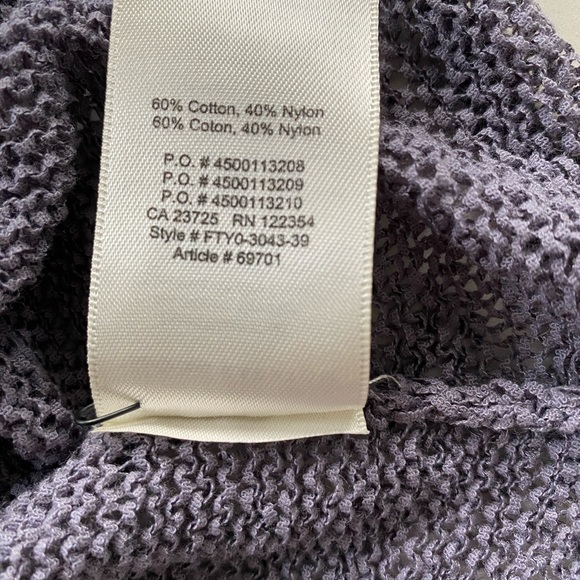 60% Cotton, 40% Nylon
60% Coton, 40% Nylon
P.O. # 4500113208
P.O. # 4500113209
P.O. # 4500113210
CA 23725 RN 122354
Style # FTY0-3043-39
Article # 69701